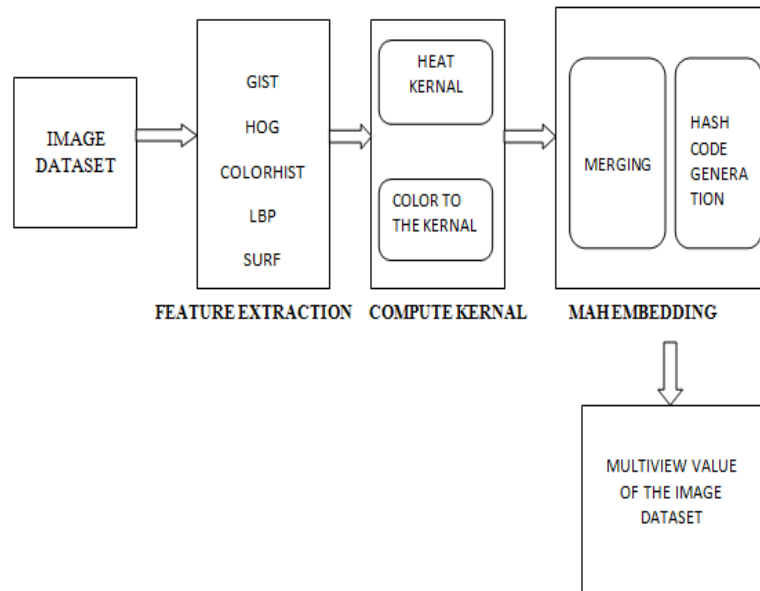 IMAGE
DATASET
GIST
HOG
COLORHIST
LBP
SURF
FEATURE EXTRACTION
HEAT
KERNAL
COLOR TO
THE KERNAL
COMPUTE KERNAL
MERGING
HASH
CODE
GENERA
TION
MAH EMBEDDING
MULTIVIEW VALUE
OF THE IMAGE
DATASET